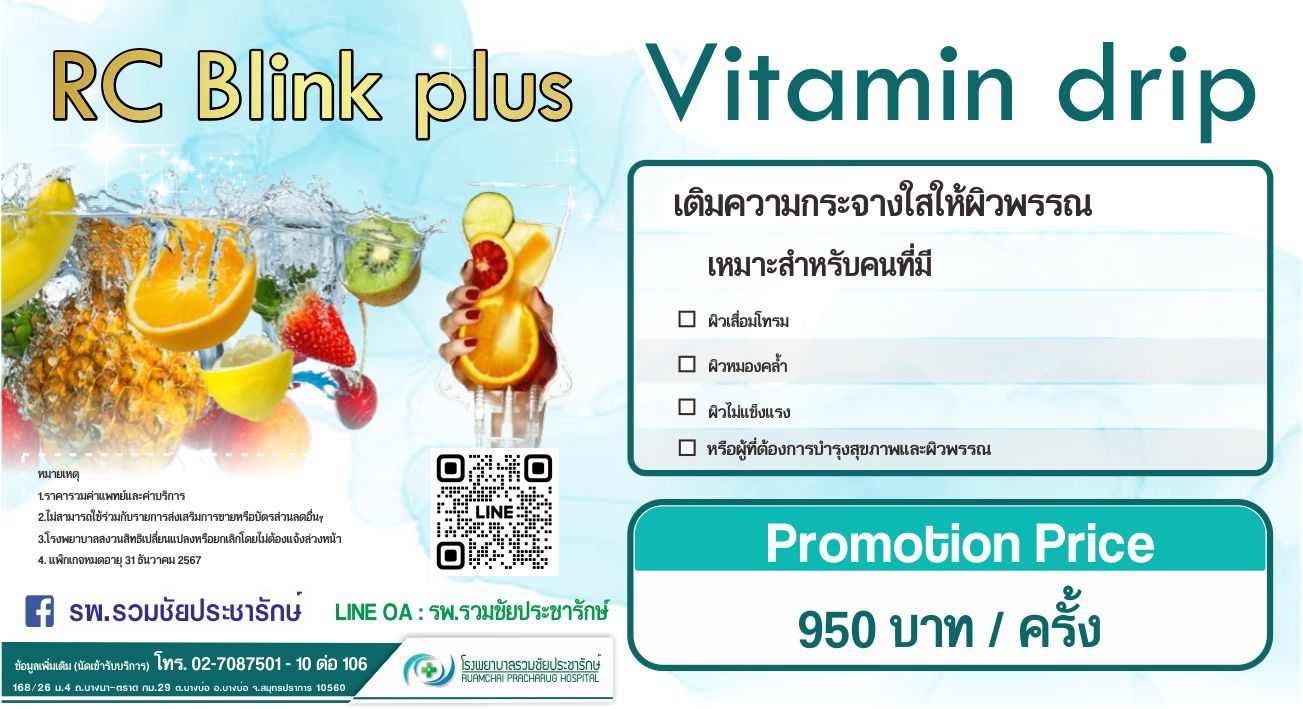 RC Blink plus
Vitamin drip
เติมความกระจางใสให้ผิวพรรณ
เหมาะสำหรับคนที่มี
ผิวเสื่อมโทรม
ผิวหมองคล้ำ
ผิวไม่แข็งแรง
หรือผู้ที่ต้องการบำรุงสุขภาพและผิวพรรณ
หมายเหตุ
1.ราคารวมค่าแพทย์และค่าบริการ
2.ไม่สามารถใช้ร่วมกับรายการส่งเสริมการขายหรือบัตรส่วนลดอื่นๆ
3.โรงพยาบาลสงวนสิทธิเปลี่ยนแปลงหรือยกเลิกโดยไม่ต้องแจ้งล่วงหน้า
4. แพ็กเกจหมดอายุ 31 ธันวาคม 2567
LINE
Promotion Price
950 บาท / ครั้ง
รพ.รวมชัยประชารักษ์
LINE OA : รพ.รวมชัยประชารักษ์
ข้อมูลเพิ่มเติม (นัดเข้ารับบริการ) โทร. 02-7087501 - 10 ต่อ 106
168/26 ม.4 ถ.บางนา-ตราด กม.29 ต.บางบ่อ อ.บางบ่อ จ.สมุทรปราการ 10560
โรงพยาบาลรวมชัยประชารักษ์
RUAMCHAI PRACHARUG HOSPITAL